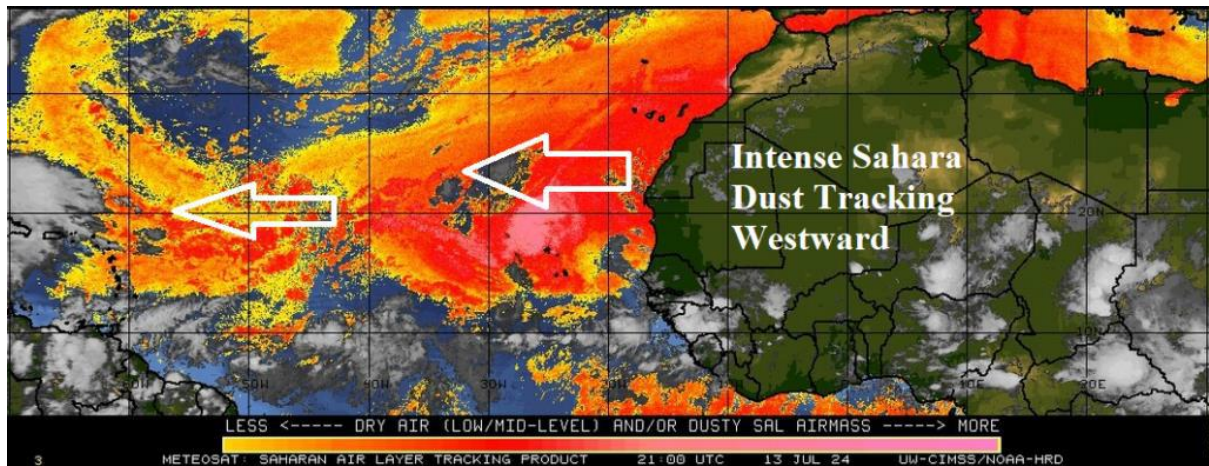 Intense Sahara
Dust Tracking
Westward
20N
10N
60W 50W 40W 30W 20W 10E 20E
LESS <----- DRY AIR (LOW/MID-LEVEL) AND/OR DUSTY SAL AIRMASS -----> MORE
3 METEOSAT: SAHARAN AIR LAYER TRACKING PRODUCT 21:00 UTC 13 JUL 24 UW-CIMSS/NOAA-HRD